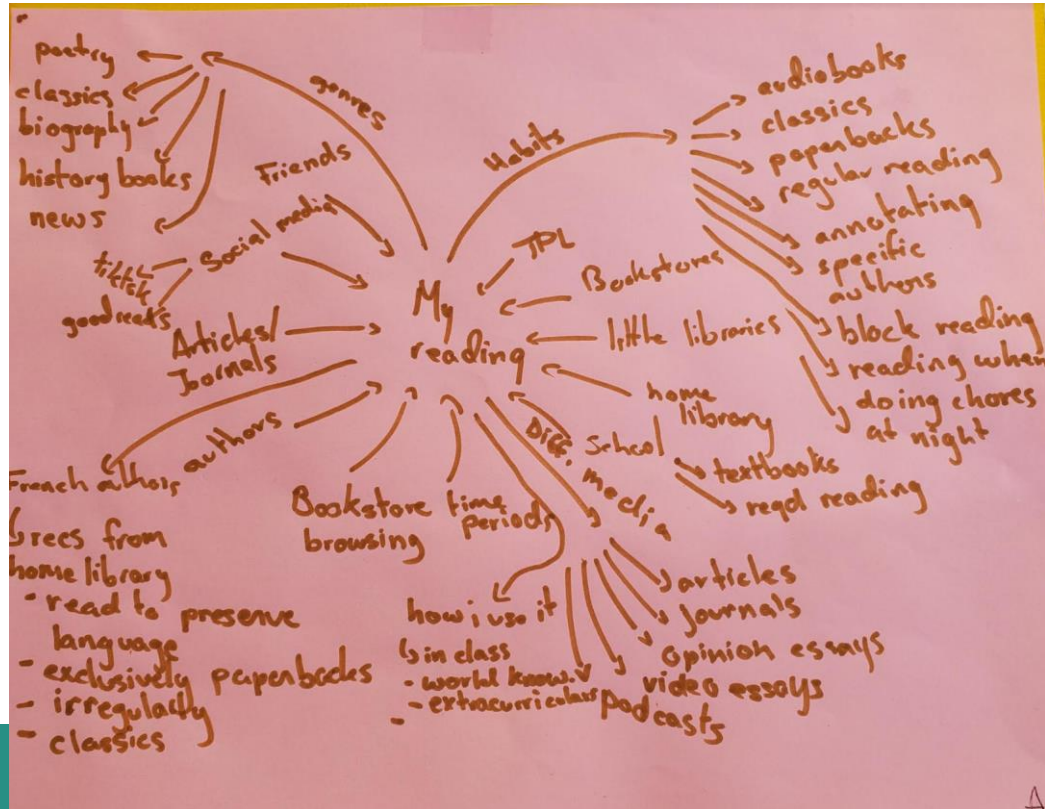 genres
poetry
classics
biography
history books
news
Friends
Social media
tiktok
goodreads
Articles/
Journels
authors
French authors
↳ recs from
home library
- read to preserve
language
- exclusively paperbacks
- irregularly
- classics
My
reading
Habits
audiobooks
classics
paperbacks
regular reading
annotating
specific
authors
block reading
reading when
doing chores
at night
TPL
Bookstores
little libraries
home
library
School
textbooks
reqd reading
Bookstore
browsing
time
periods
Diff.
media
articles
journals
opinion essays
video essays
podcasts
how i use it
↳ in class
- world know.
- extracurriculars
-